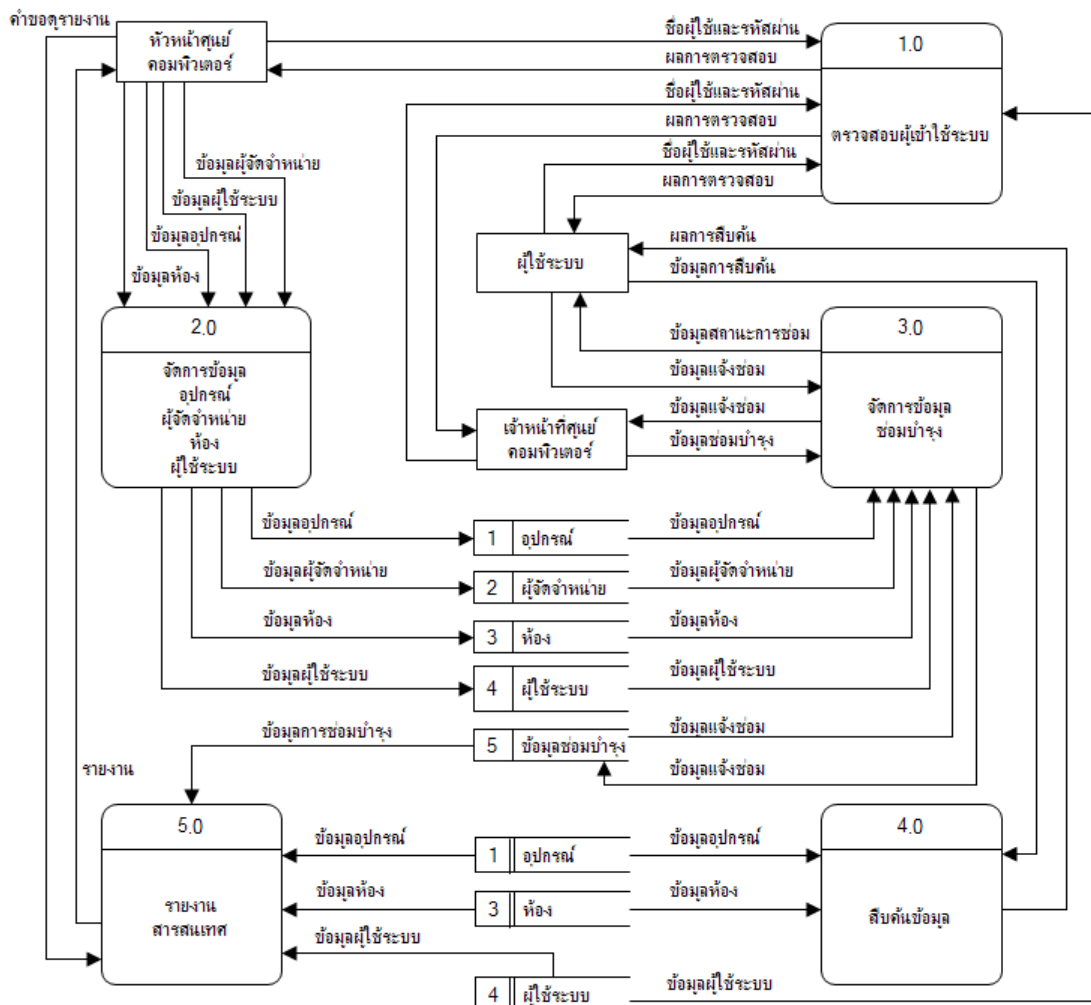 คำขอดูรายงาน
หัวหน้าศูนย์
คอมพิวเตอร์
ชื่อผู้ใช้และรหัสผ่าน
ผลการตรวจสอบ
1.0
ตรวจสอบผู้เข้าใช้ระบบ
ชื่อผู้ใช้และรหัสผ่าน
ผลการตรวจสอบ
ชื่อผู้ใช้และรหัสผ่าน
ผลการตรวจสอบ
ข้อมูลผู้จัดจำหน่าย
ข้อมูลผู้ใช้ระบบ
ข้อมูลอุปกรณ์
ข้อมูลห้อง
ผู้ใช้ระบบ
ผลการสืบค้น
ข้อมูลการสืบค้น
2.0
จัดการข้อมูล
อุปกรณ์
ผู้จัดจำหน่าย
ห้อง
ผู้ใช้ระบบ
ข้อมูลสถานะการซ่อม
ข้อมูลแจ้งซ่อม
3.0
จัดการข้อมูล
ซ่อมบำรุง
เจ้าหน้าที่ศูนย์
คอมพิวเตอร์
ข้อมูลแจ้งซ่อม
ข้อมูลซ่อมบำรุง
ข้อมูลอุปกรณ์
1 อุปกรณ์
ข้อมูลอุปกรณ์
ข้อมูลผู้จัดจำหน่าย
2 ผู้จัดจำหน่าย
ข้อมูลผู้จัดจำหน่าย
ข้อมูลห้อง
3 ห้อง
ข้อมูลห้อง
ข้อมูลผู้ใช้ระบบ
4 ผู้ใช้ระบบ
ข้อมูลผู้ใช้ระบบ
ข้อมูลการซ่อมบำรุง
5 ข้อมูลซ่อมบำรุง
ข้อมูลแจ้งซ่อม
ข้อมูลแจ้งซ่อม
รายงาน
5.0
รายงาน
สารสนเทศ
ข้อมูลอุปกรณ์
1 อุปกรณ์
ข้อมูลอุปกรณ์
4.0
สืบค้นข้อมูล
ข้อมูลห้อง
3 ห้อง
ข้อมูลห้อง
ข้อมูลผู้ใช้ระบบ
4 ผู้ใช้ระบบ
ข้อมูลผู้ใช้ระบบ